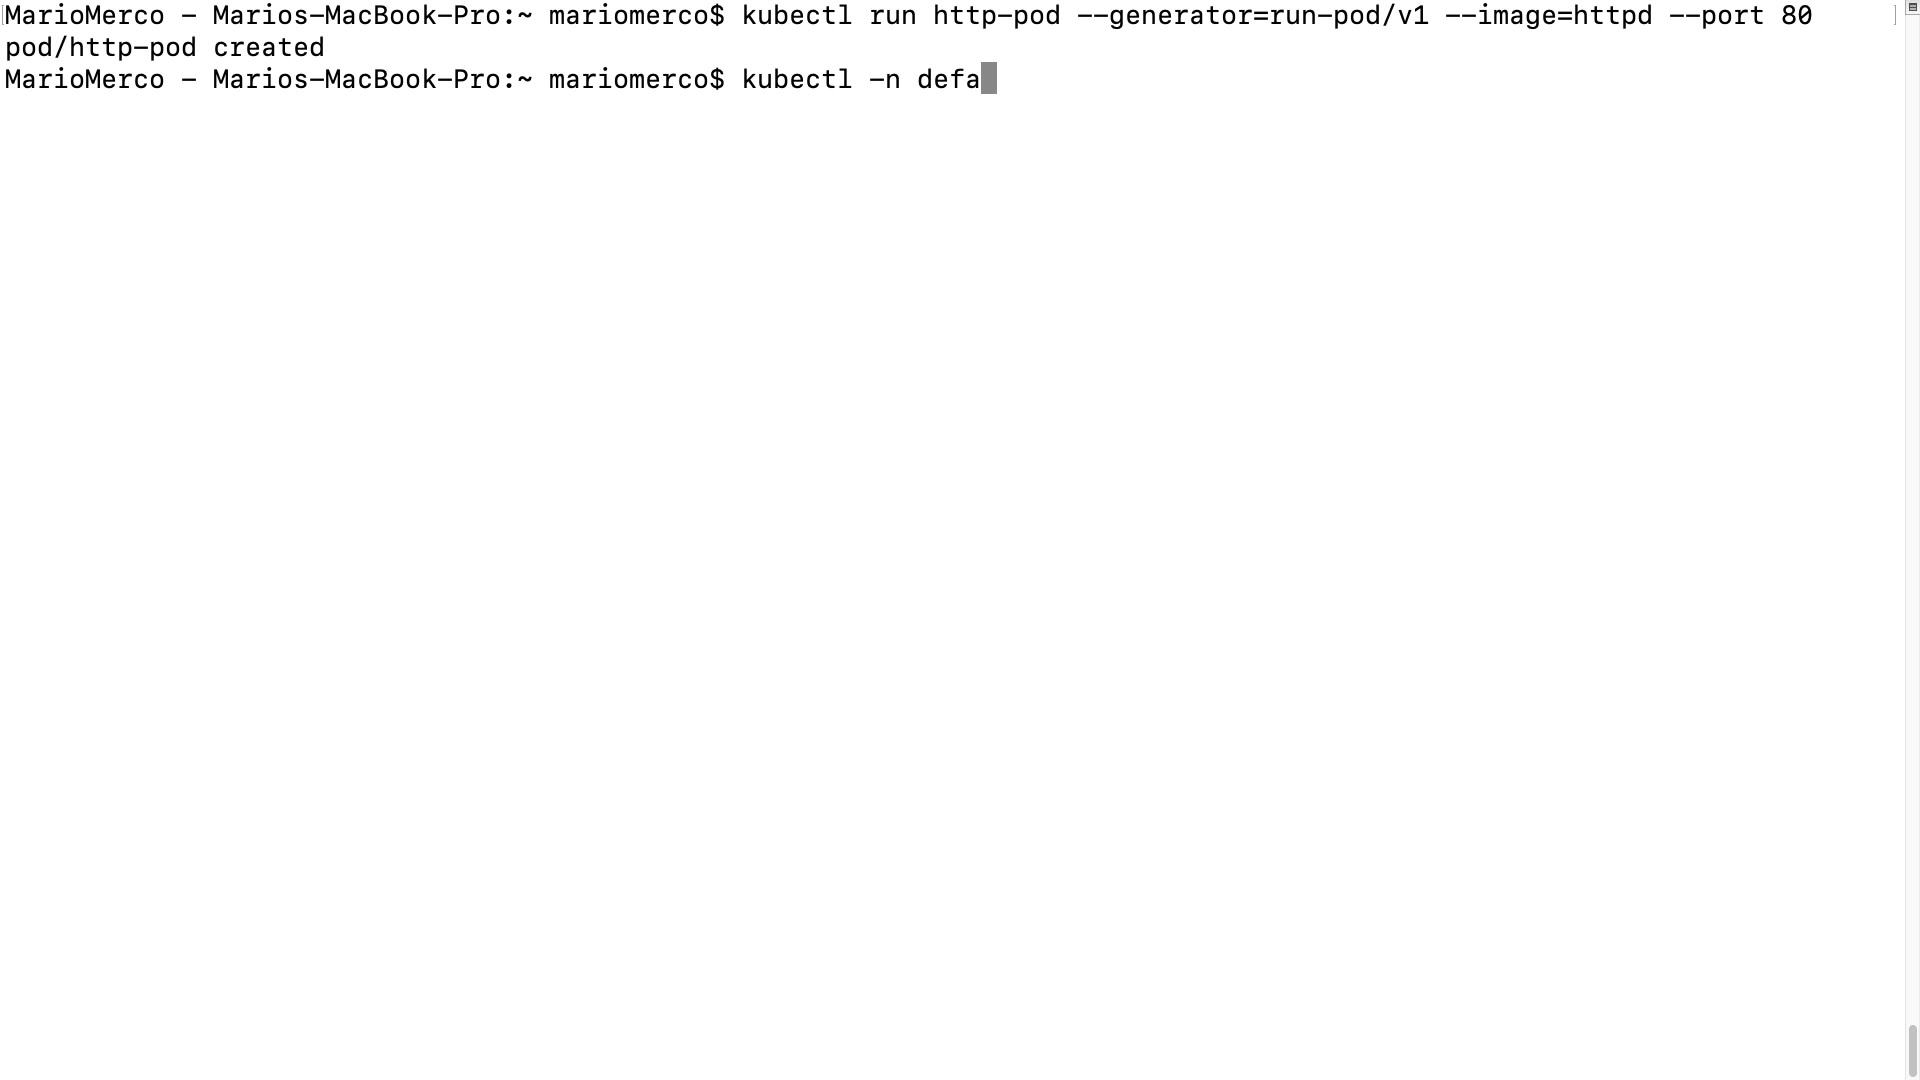 MarioMerco - Marios-MacBook-Pro:~ mariomerco$ kubectl run http-pod --generator=run-pod/v1 --image=httpd --port 80
pod/http-pod created
MarioMerco - Marios-MacBook-Pro:~ mariomerco$ kubectl -n defa